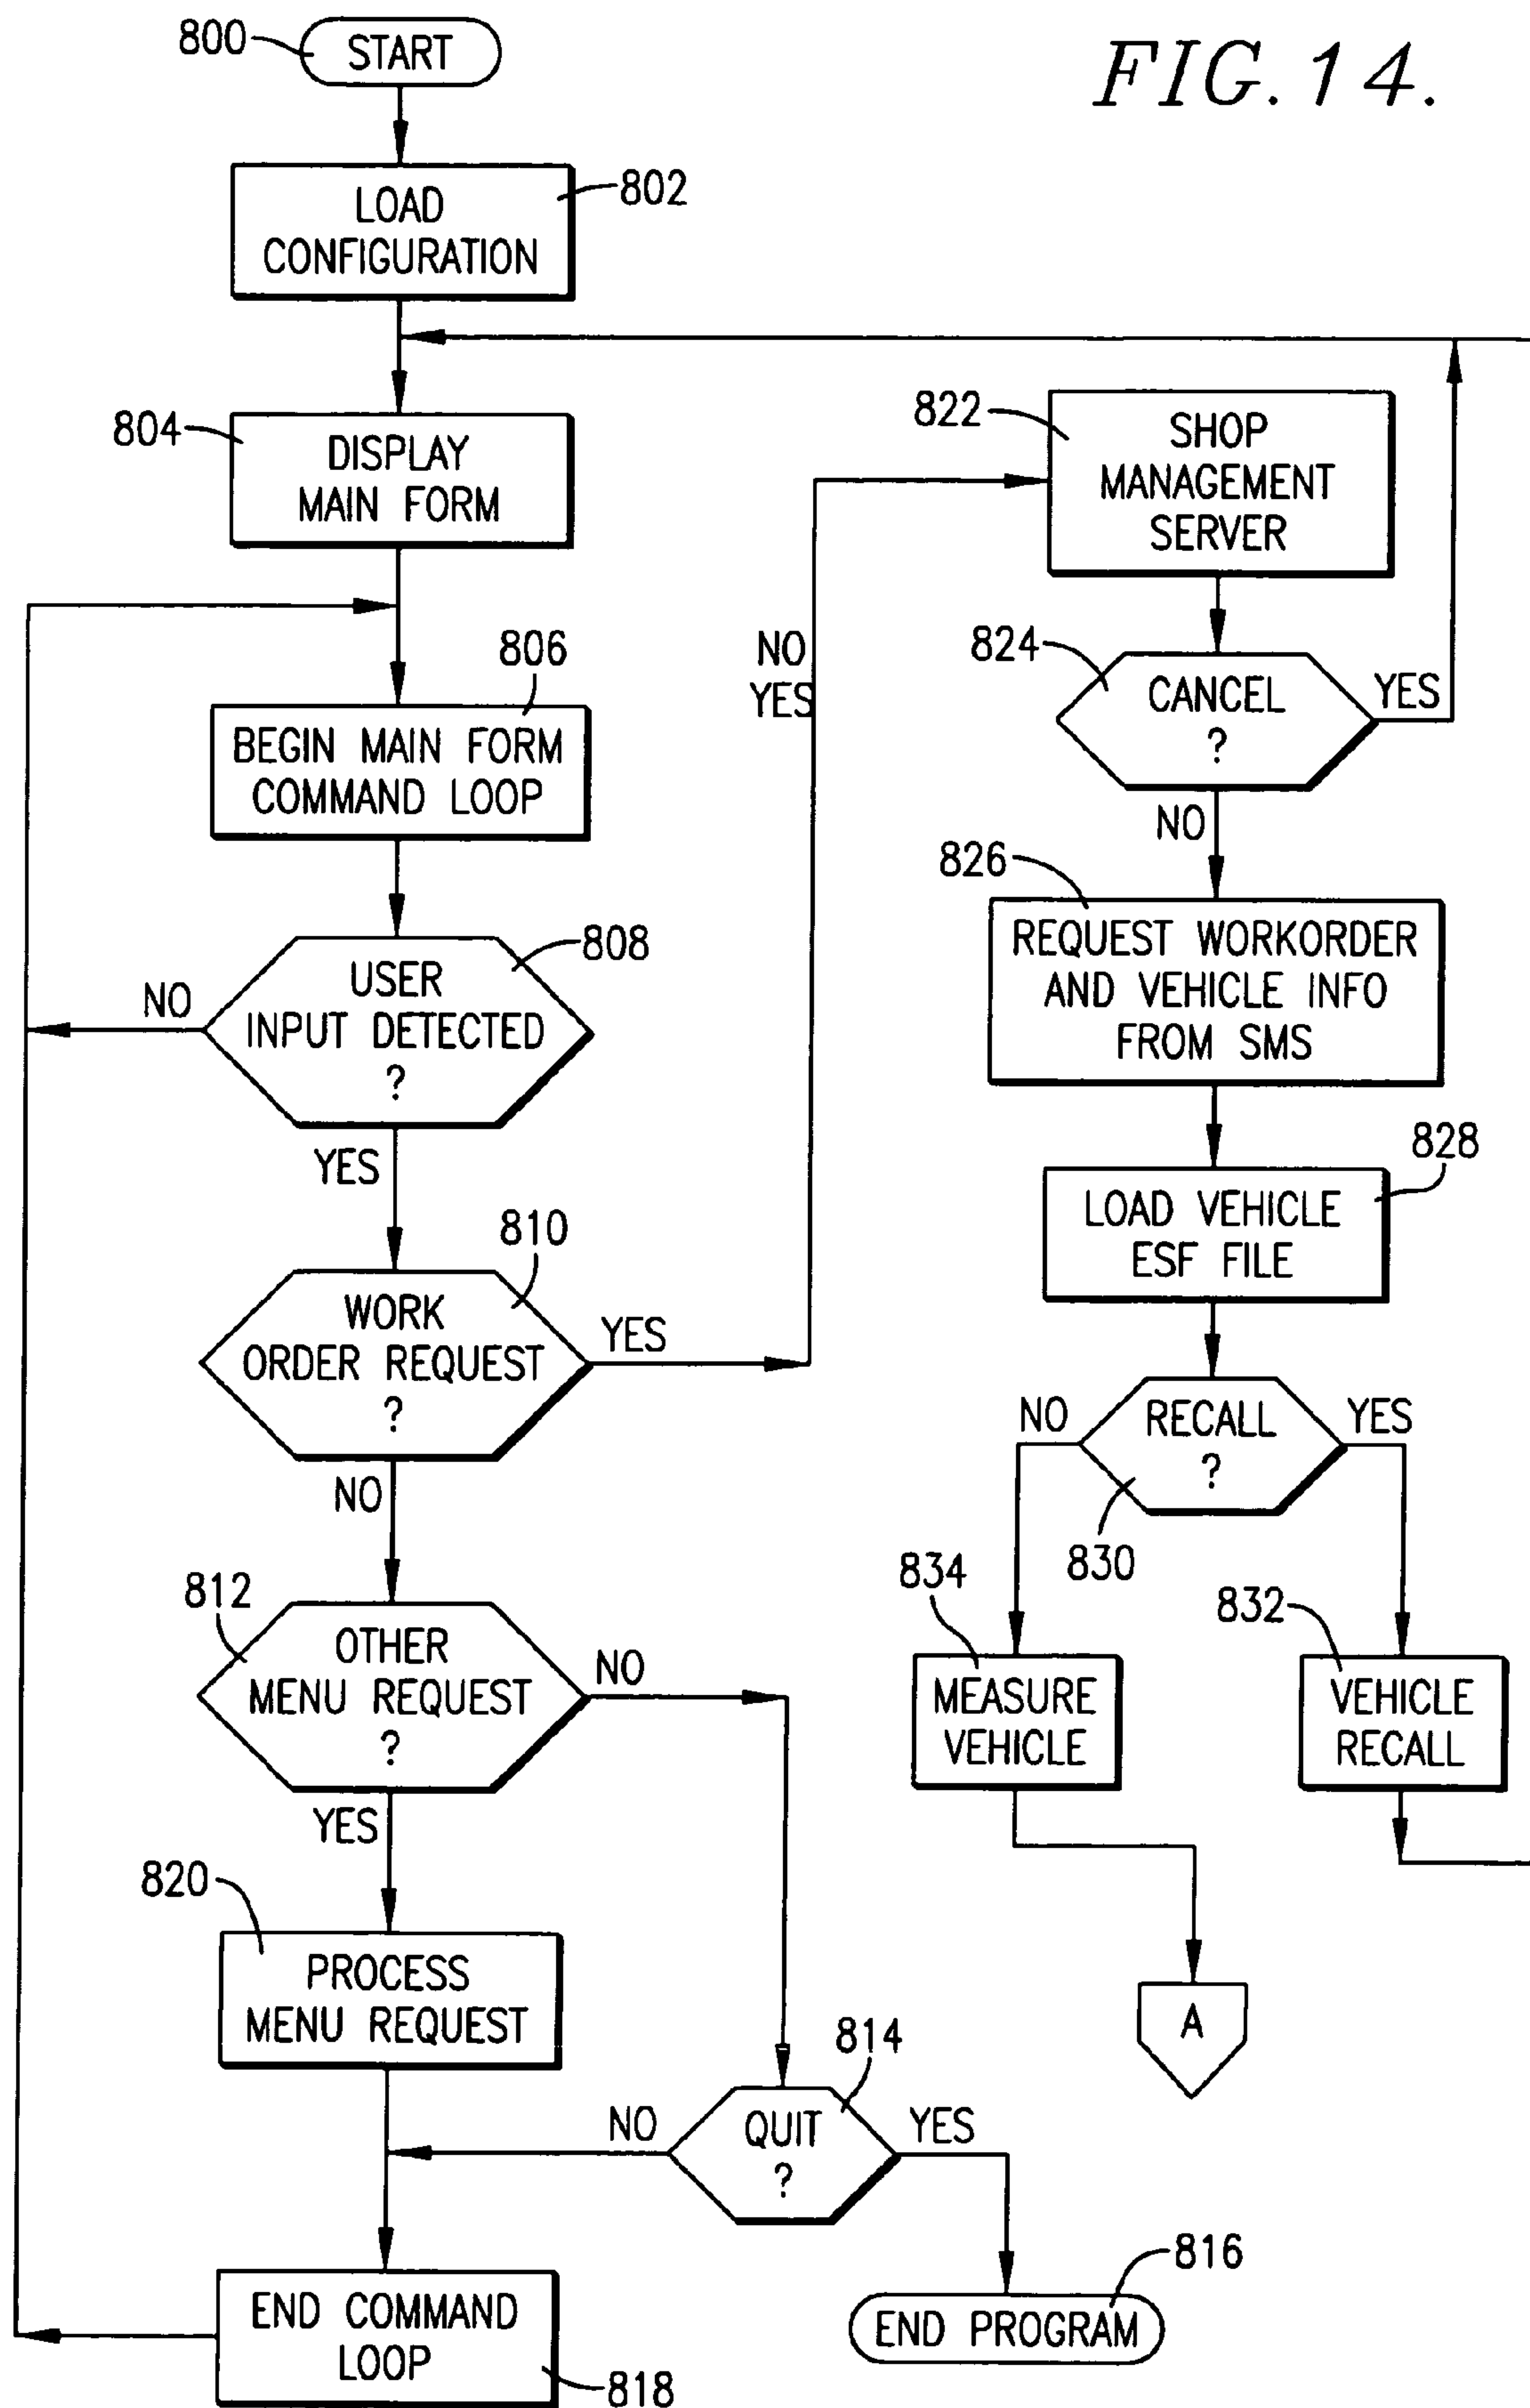 FIG. 14.
800
START
802
LOAD
CONFIGURATION
804
DISPLAY
MAIN FORM
806
BEGIN MAIN FORM
COMMAND LOOP
808
USER
INPUT DETECTED
?
NO
YES
810
WORK
ORDER REQUEST
?
YES
NO
812
OTHER
MENU REQUEST
?
NO
YES
820
PROCESS
MENU REQUEST
814
QUIT
?
NO
YES
816
END PROGRAM
END COMMAND
LOOP
818
NO
YES
822
SHOP
MANAGEMENT
SERVER
824
CANCEL
?
YES
NO
826
REQUEST WORKORDER
AND VEHICLE INFO
FROM SMS
828
LOAD VEHICLE
ESF FILE
NO
RECALL
?
YES
830
834
MEASURE
VEHICLE
832
VEHICLE
RECALL
A